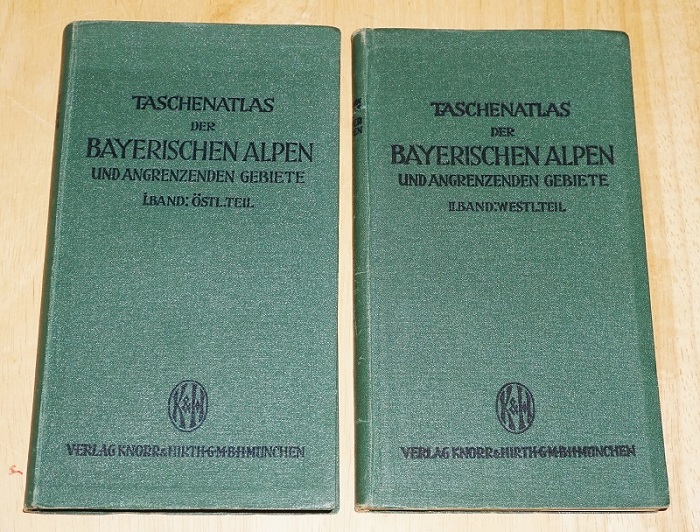 TASCHENATLAS
DER
BAYERISCHEN ALPEN
UND ANGRENZENDEN GEBIETE
I.BAND: ÖSTL.TEIL
K&H
VERLAG KNORR & HIRTH·G·M·B·H·MÜNCHEN
TASCHENATLAS
DER
BAYERISCHEN ALPEN
UND ANGRENZENDEN GEBIETE
II.BAND: WESTL.TEIL
K&H
VERLAG KNORR & HIRTH·G·M·B·H·MÜNCHEN